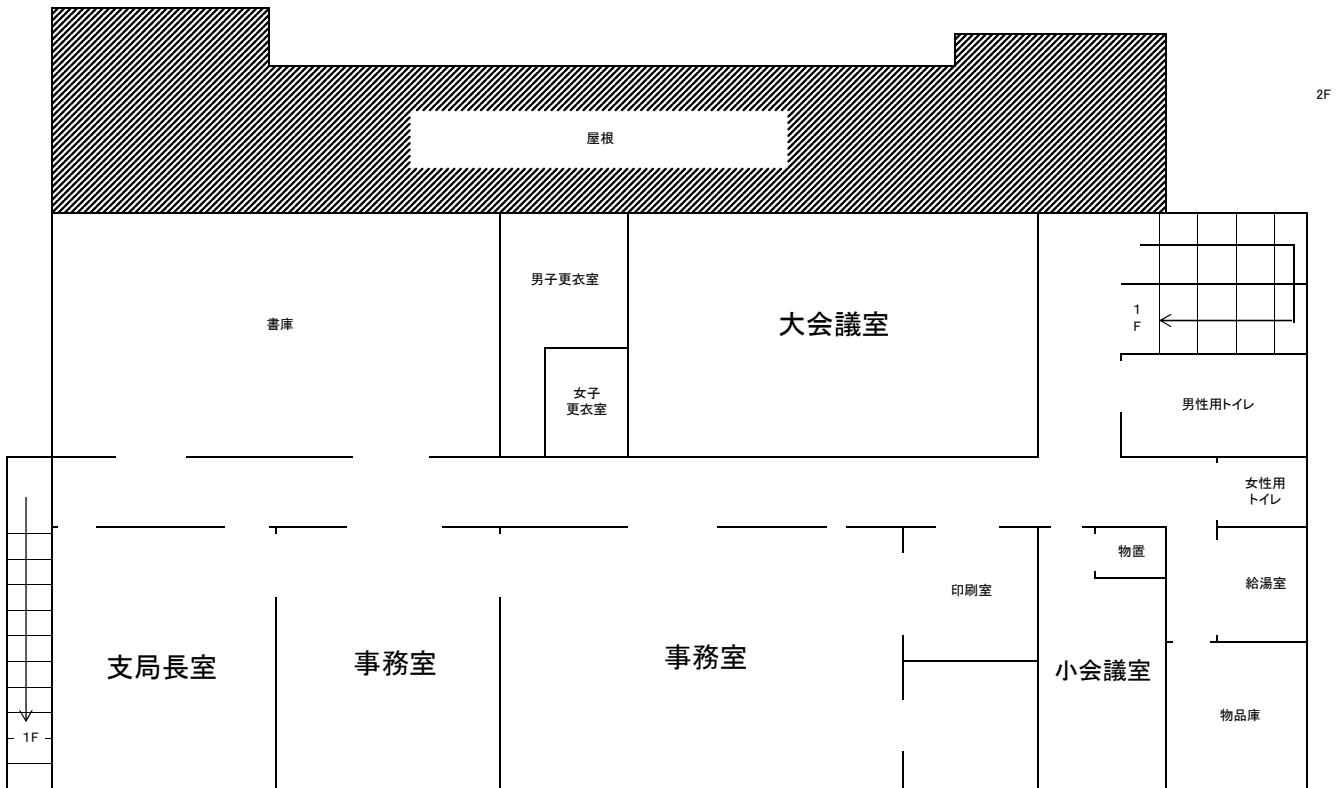 2F
屋根
男子更衣室
書庫
大会議室
1
F
女子
更衣室
男性用トイレ
女性用
トイレ
物置
印刷室
給湯室
支局長室
事務室
事務室
小会議室
物品庫
1F